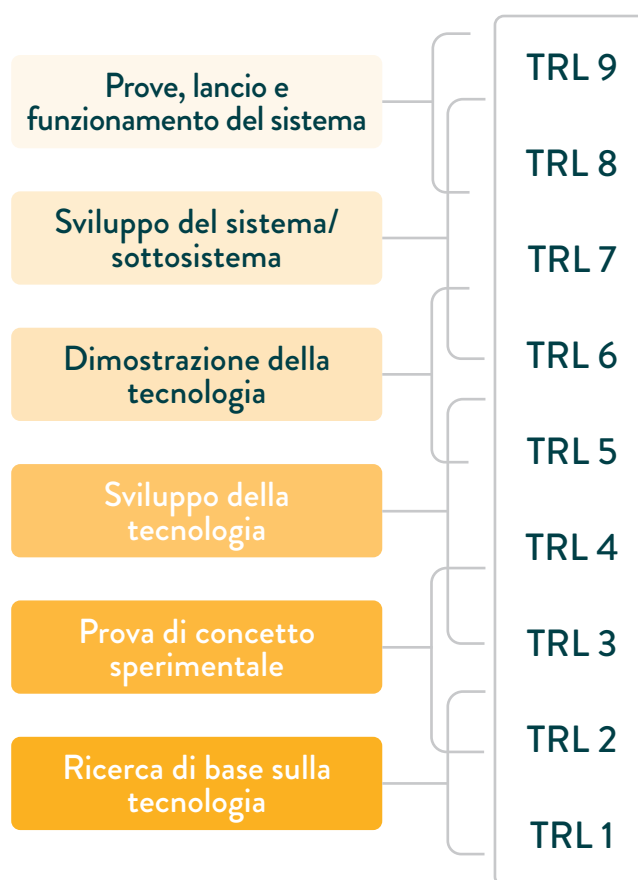 Prove, lancio e
funzionamento del sistema
Sviluppo del sistema/
sottosistema
Dimostrazione della
tecnologia
Sviluppo della
tecnologia
Prova di concetto
sperimentale
Ricerca di base sulla
tecnologia
TRL 9
TRL 8
TRL 7
TRL 6
TRL 5
TRL 4
TRL 3
TRL 2
TRL 1